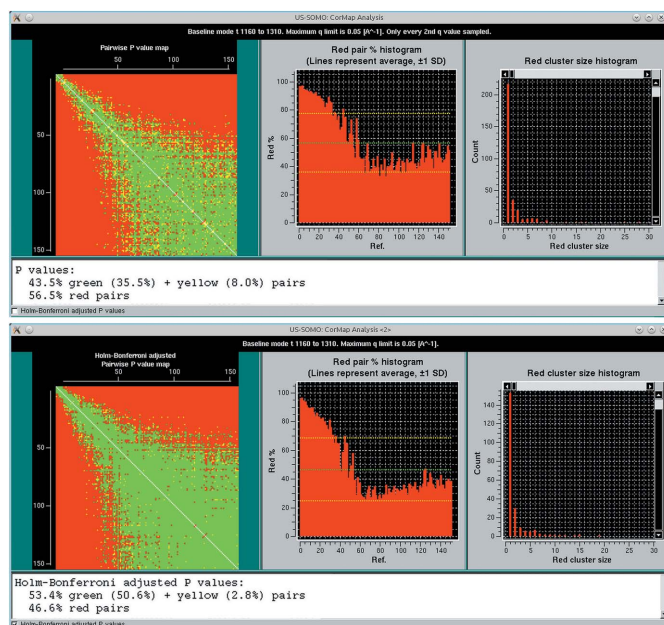 US-SOMO: CorMap Analysis
Baseline mode t 1160 to 1310. Maximum q limit is 0.05 [A^-1]. Only every 2nd q value sampled.
Pairwise P value map
50 100 150
50
100
150
Red pair % histogram
(Lines represent average, ±1 SD)
Red %
100
80
60
40
20
0
0 20 40 60 80 100 120 140
Ref.
Red cluster size histogram
Count
200
150
100
50
0
0 5 10 15 20 25 30
Red cluster size
P values:
43.5% green (35.5%) + yellow (8.0%) pairs
56.5% red pairs
Holm-Bonferroni adjusted P values
US-SOMO: CorMap Analysis <2>
Baseline mode t 1160 to 1310. Maximum q limit is 0.05 [A^-1].
Holm-Bonferroni adjusted
Pairwise P value map
50 100 150
50
100
150
Red pair % histogram
(Lines represent average, ±1 SD)
Red %
100
80
60
40
20
0
0 20 40 60 80 100 120 140
Ref.
Red cluster size histogram
Count
140
120
100
80
60
40
20
0
0 5 10 15 20 25 30
Red cluster size
Holm-Bonferroni adjusted P values:
53.4% green (50.6%) + yellow (2.8%) pairs
46.6% red pairs
Holm-Bonferroni adjusted P values